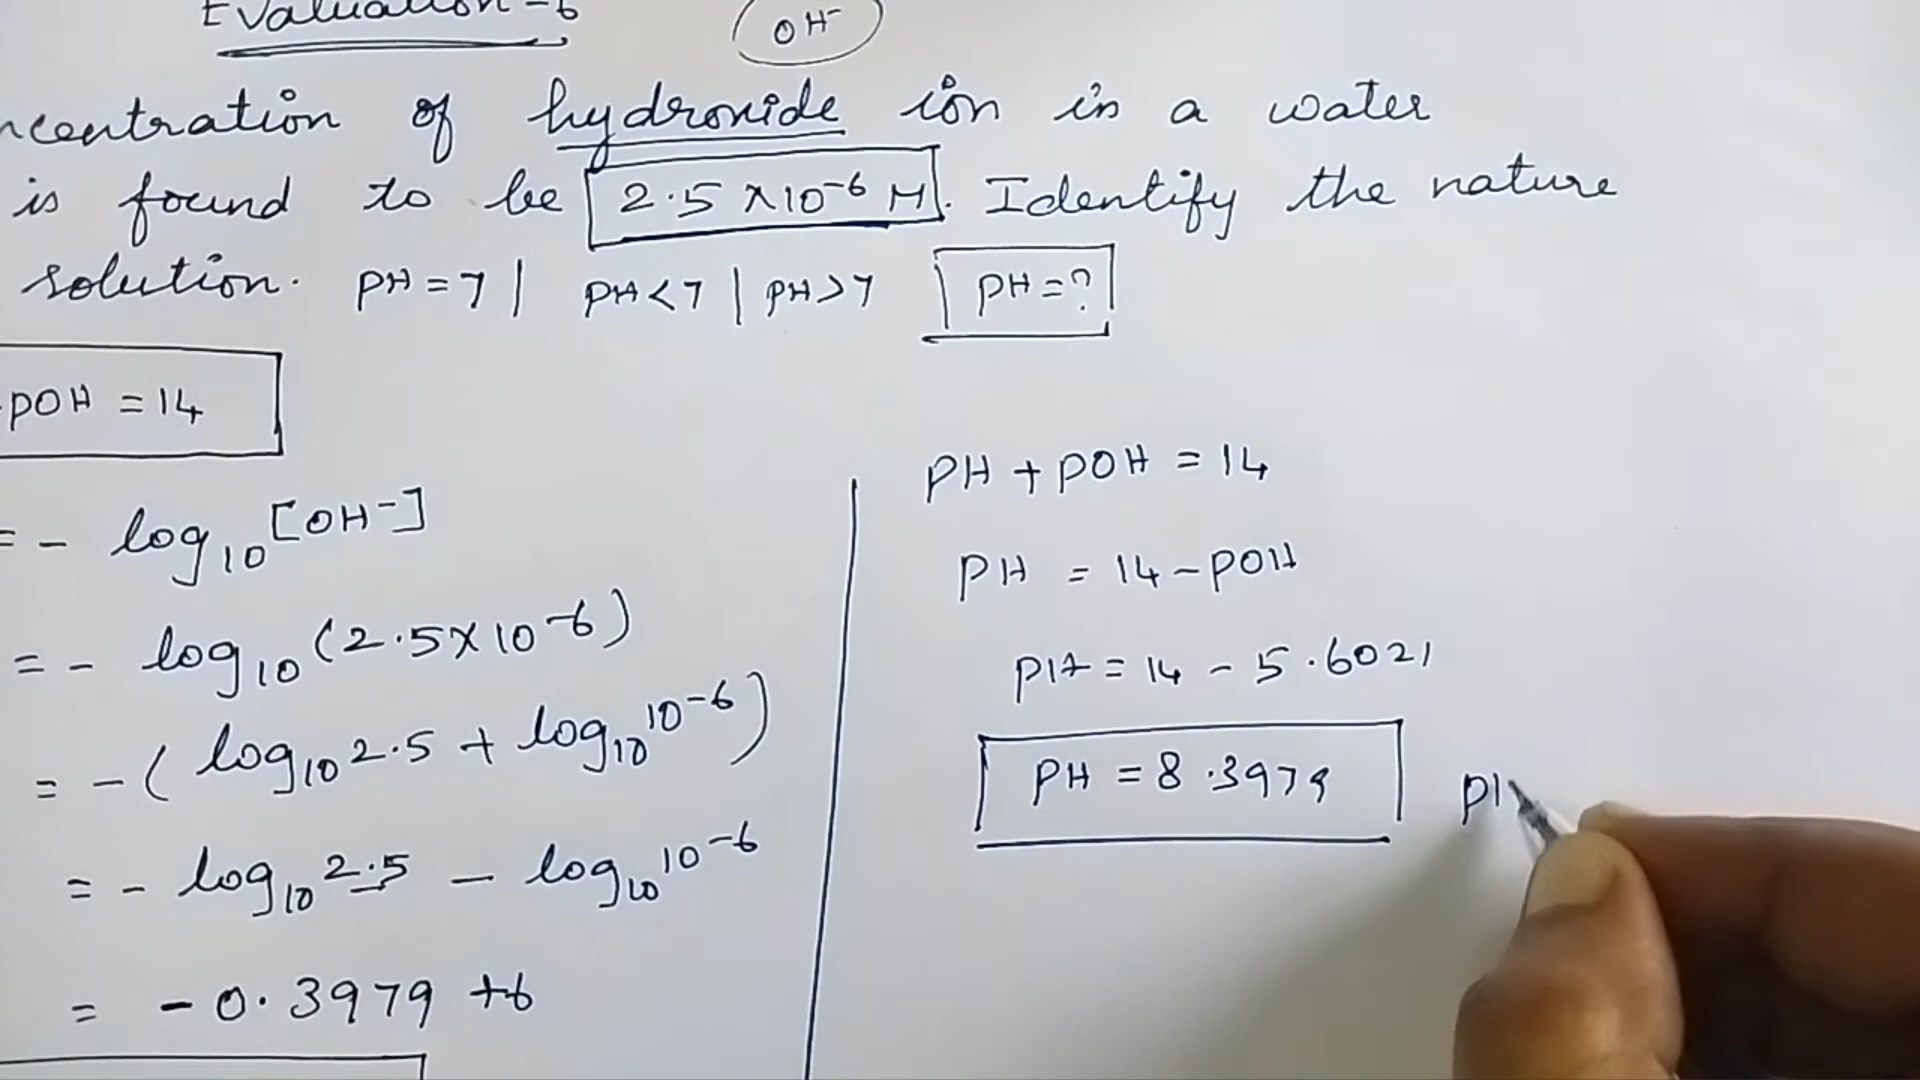 Evaluation-6
OH⁻
ncentration of hydroxide ion in a water
is found to be 2.5 × 10⁻⁶ M. Identify the nature
solution. PH = 7 | PH < 7 | PH > 7 PH = ?
POH = 14
= - log₁₀[OH⁻]
= - log₁₀(2.5 × 10⁻⁶)
= - (log₁₀ 2.5 + log₁₀ 10⁻⁶)
= - log₁₀ 2.5 - log₁₀ 10⁻⁶
= - 0.3979 + 6
PH + POH = 14
PH = 14 - POH
PH = 14 - 5.6021
PH = 8.3979
PH